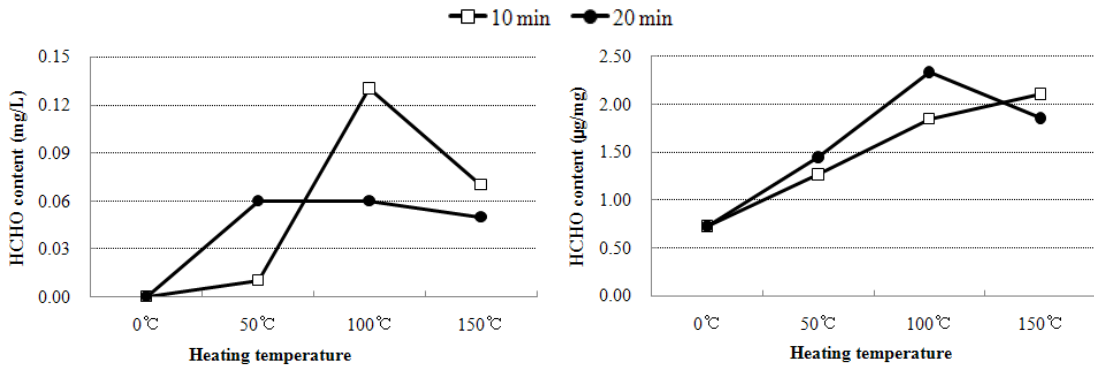 10 min 20 min
HCHO content (mg/L)
0.15
0.12
0.09
0.06
0.03
0.00
0℃ 50℃ 100℃ 150℃
Heating temperature
HCHO content (µg/mg)
2.50
2.00
1.50
1.00
0.50
0.00
0℃ 50℃ 100℃ 150℃
Heating temperature